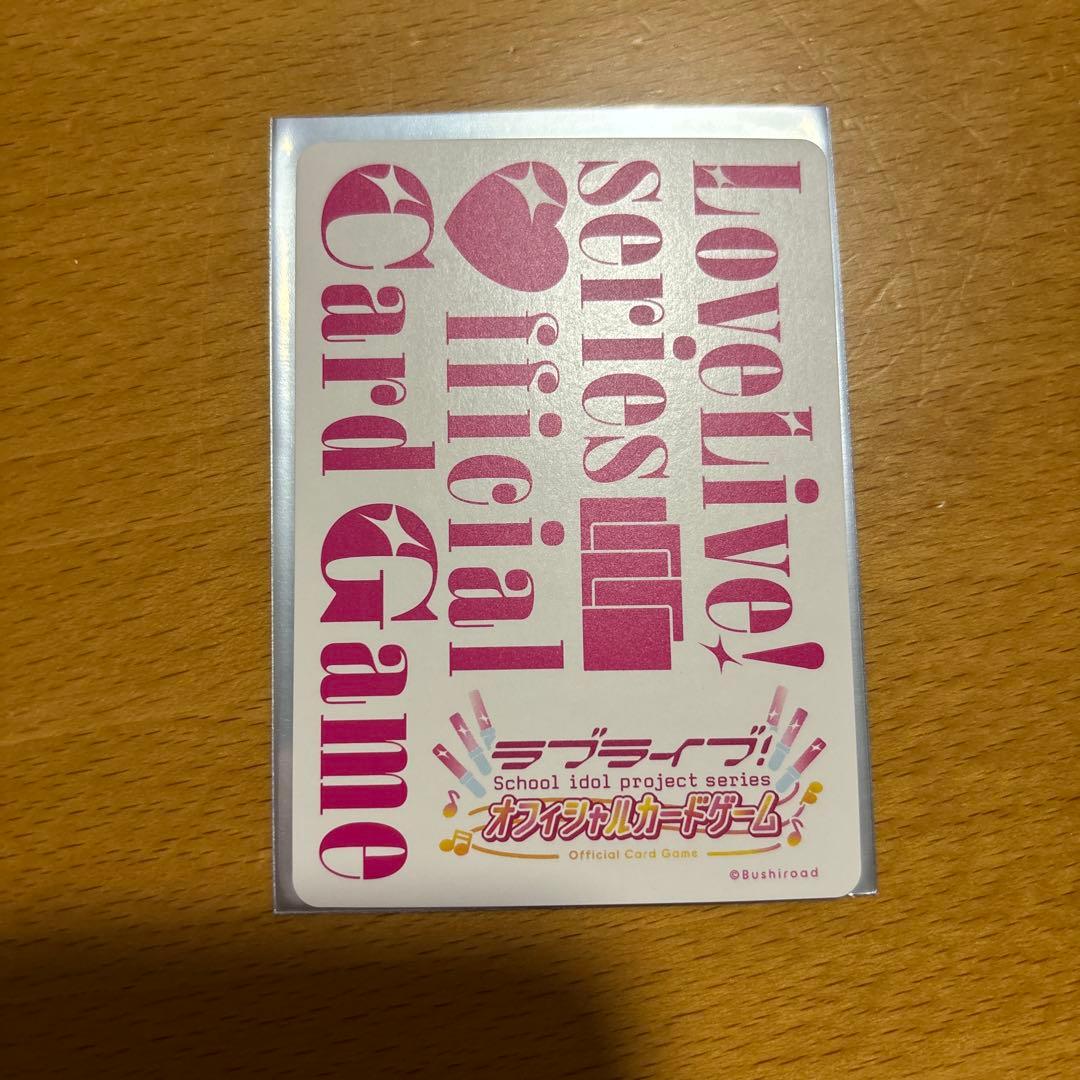 LoveLive!
series
fficial
Card Game
ラブライブ!
School idol project series
オフィシャルカードゲーム
Official Card Game
©Bushiroad